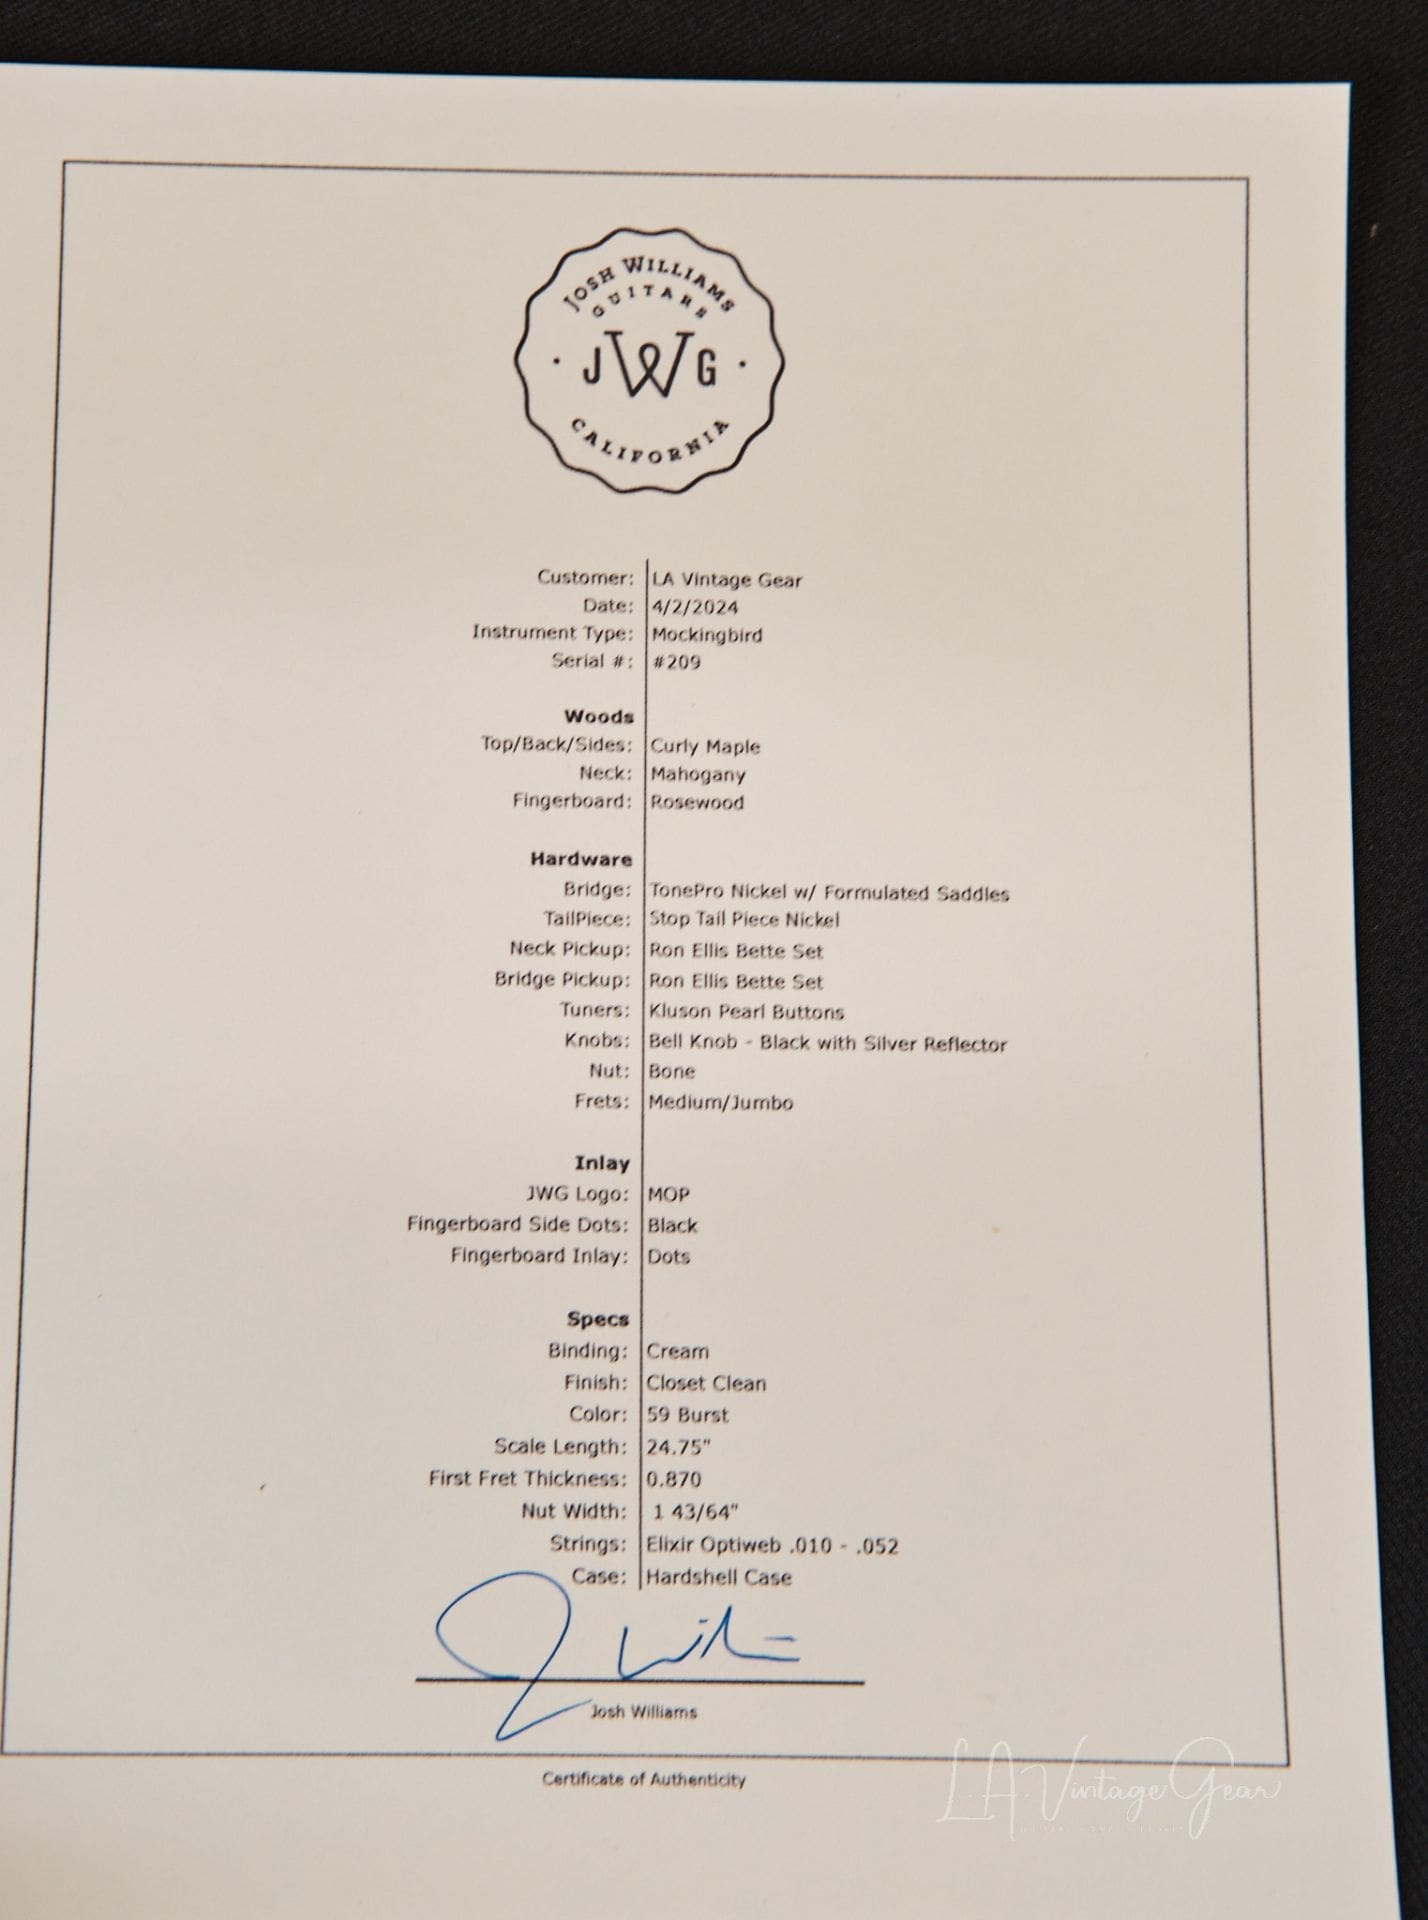 JOSH WILLIAMS
GUITARS
· JWG ·
CALIFORNIA
Customer: LA Vintage Gear
Date: 4/2/2024
Instrument Type: Mockingbird
Serial #: #209
Woods
Top/Back/Sides: Curly Maple
Neck: Mahogany
Fingerboard: Rosewood
Hardware
Bridge: TonePro Nickel w/ Formulated Saddles
TailPiece: Stop Tail Piece Nickel
Neck Pickup: Ron Ellis Bette Set
Bridge Pickup: Ron Ellis Bette Set
Tuners: Kluson Pearl Buttons
Knobs: Bell Knob - Black with Silver Reflector
Nut: Bone
Frets: Medium/Jumbo
Inlay
JWG Logo: MOP
Fingerboard Side Dots: Black
Fingerboard Inlay: Dots
Specs
Binding: Cream
Finish: Closet Clean
Color: 59 Burst
Scale Length: 24.75"
First Fret Thickness: 0.870
Nut Width: 1 43/64"
Strings: Elixir Optiweb .010 - .052
Case: Hardshell Case
Josh Williams
Certificate of Authenticity
L.A. Vintage Gear